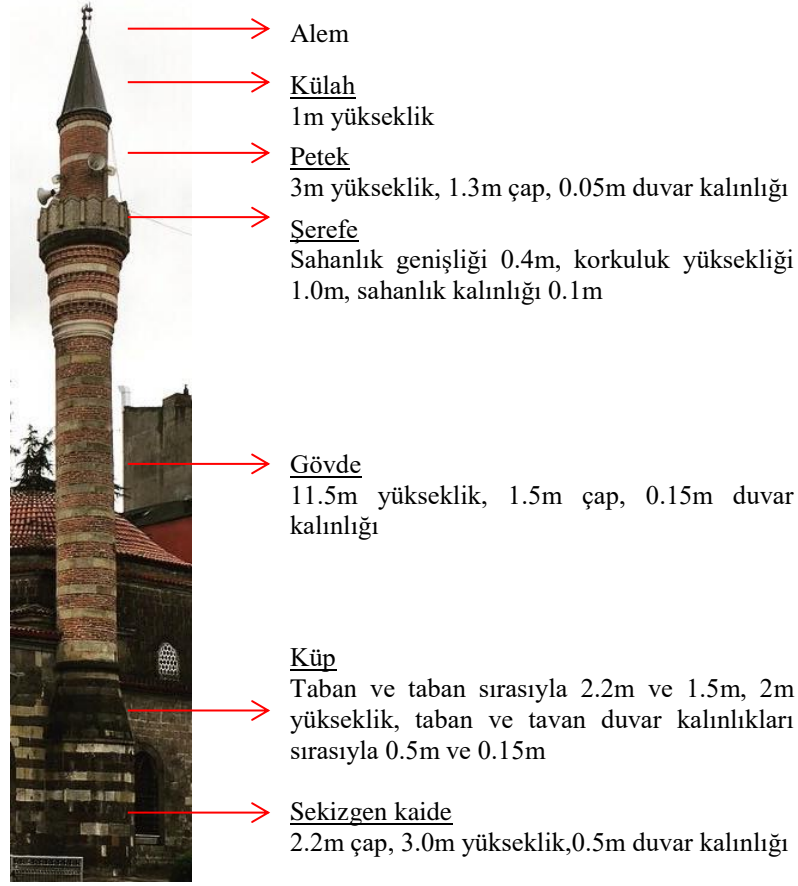 Alem
Külah
1m yükseklik
Petek
3m yükseklik, 1.3m çap, 0.05m duvar kalınlığı
Şerefe
Sahanlık genişliği 0.4m, korkuluk yüksekliği
1.0m, sahanlık kalınlığı 0.1m
Gövde
11.5m yükseklik, 1.5m çap, 0.15m duvar
kalınlığı
Küp
Taban ve taban sırasıyla 2.2m ve 1.5m, 2m
yükseklik, taban ve tavan duvar kalınlıkları
sırasıyla 0.5m ve 0.15m
Sekizgen kaide
2.2m çap, 3.0m yükseklik,0.5m duvar kalınlığı